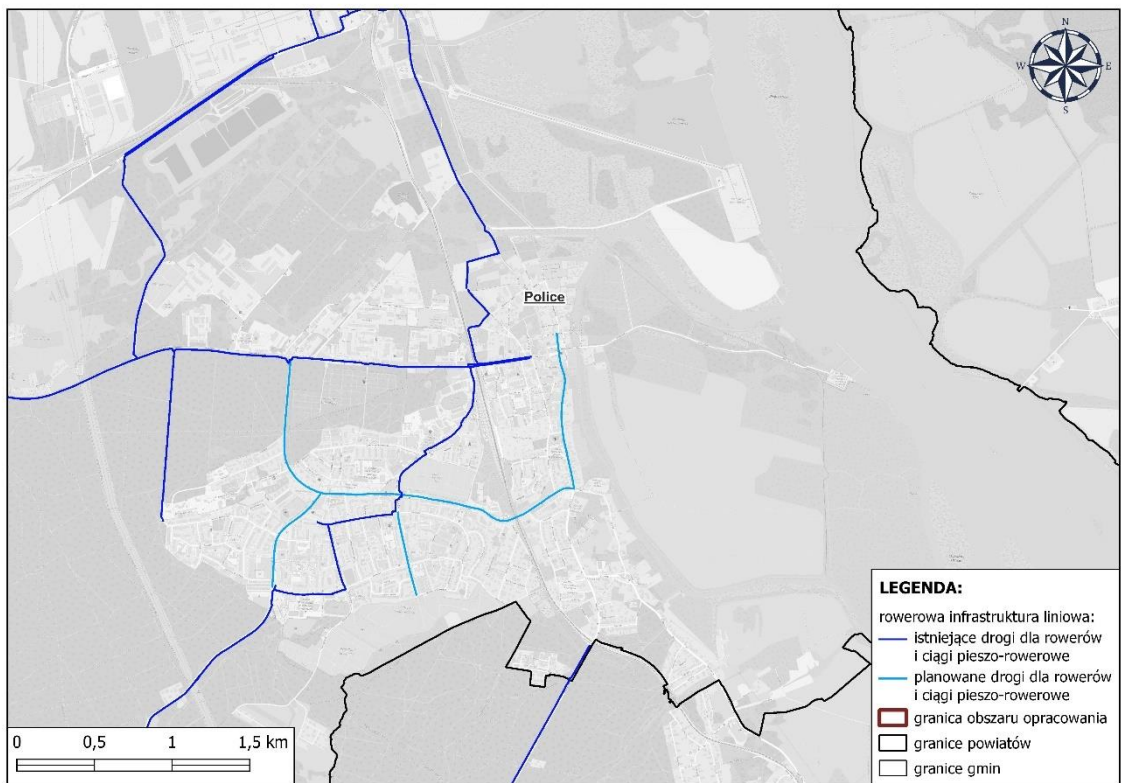 N
W
E
S
Police
LEGENDA:
rowerowa infrastruktura liniowa:
istniejące drogi dla rowerów
i ciągi pieszo-rowerowe
planowane drogi dla rowerów
i ciągi pieszo-rowerowe
granica obszaru opracowania
granice powiatów
granice gmin
0
0,5
1
1,5 km